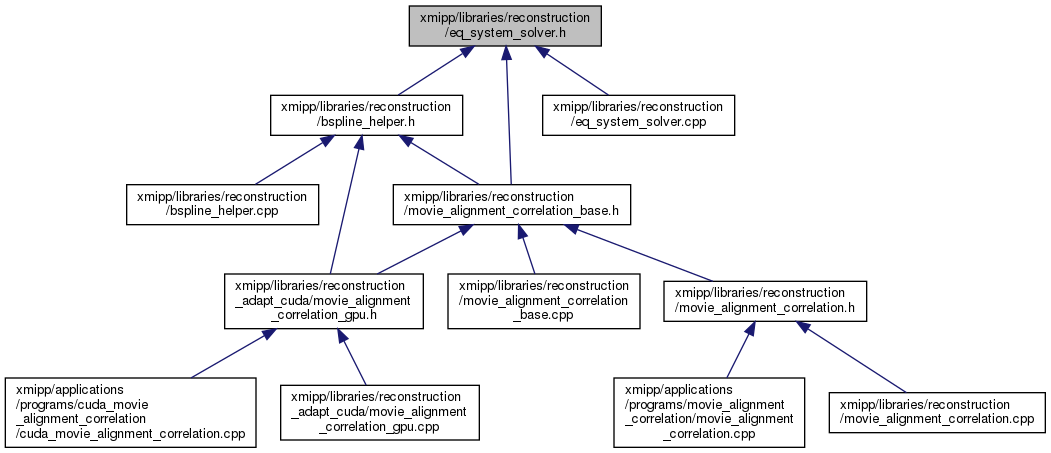 xmipp/libraries/reconstruction
/eq_system_solver.h
xmipp/libraries/reconstruction
/bspline_helper.h
xmipp/libraries/reconstruction
/eq_system_solver.cpp
xmipp/libraries/reconstruction
/bspline_helper.cpp
xmipp/libraries/reconstruction
/movie_alignment_correlation_base.h
xmipp/libraries/reconstruction
_adapt_cuda/movie_alignment
_correlation_gpu.h
xmipp/libraries/reconstruction
/movie_alignment_correlation
_base.cpp
xmipp/libraries/reconstruction
/movie_alignment_correlation.h
xmipp/applications
/programs/cuda_movie
_alignment_correlation
/cuda_movie_alignment_correlation.cpp
xmipp/libraries/reconstruction
_adapt_cuda/movie_alignment
_correlation_gpu.cpp
xmipp/applications
/programs/movie_alignment
_correlation/movie_alignment
_correlation.cpp
xmipp/libraries/reconstruction
/movie_alignment_correlation.cpp